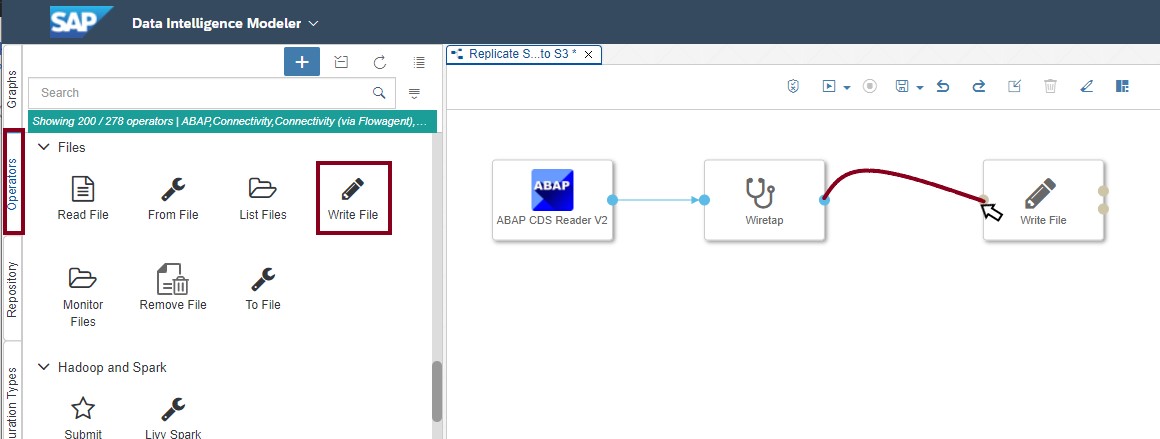 SAP
Data Intelligence Modeler
Graphs
Operators
Repository
uration Types
Search
Showing 200 / 278 operators | ABAP,Connectivity,Connectivity (via Flowagent),...
Files
Read File
From File
List Files
Write File
Monitor
Files
Remove File
To File
Hadoop and Spark
Submit
Livy Spark
Replicate S...to S3 *
ABAP
ABAP CDS Reader V2
Wiretap
Write File